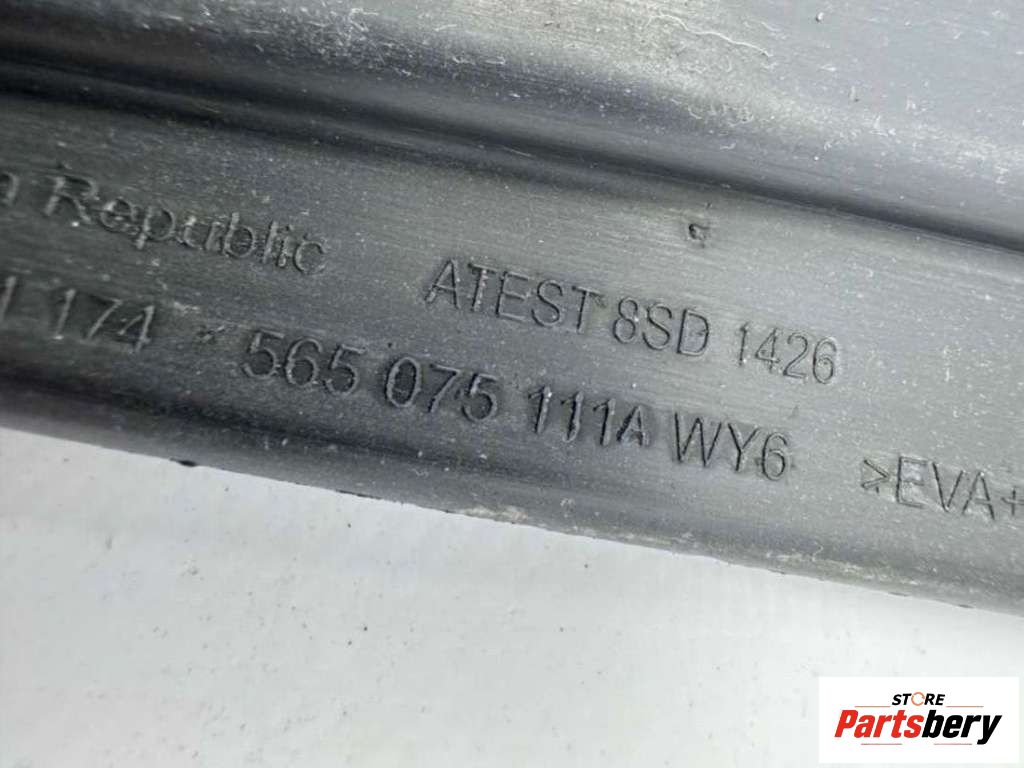 Republic ATEST 8SD 1426
174 * 565 075 111A WY6 >EVA+
STORE
Partsbery